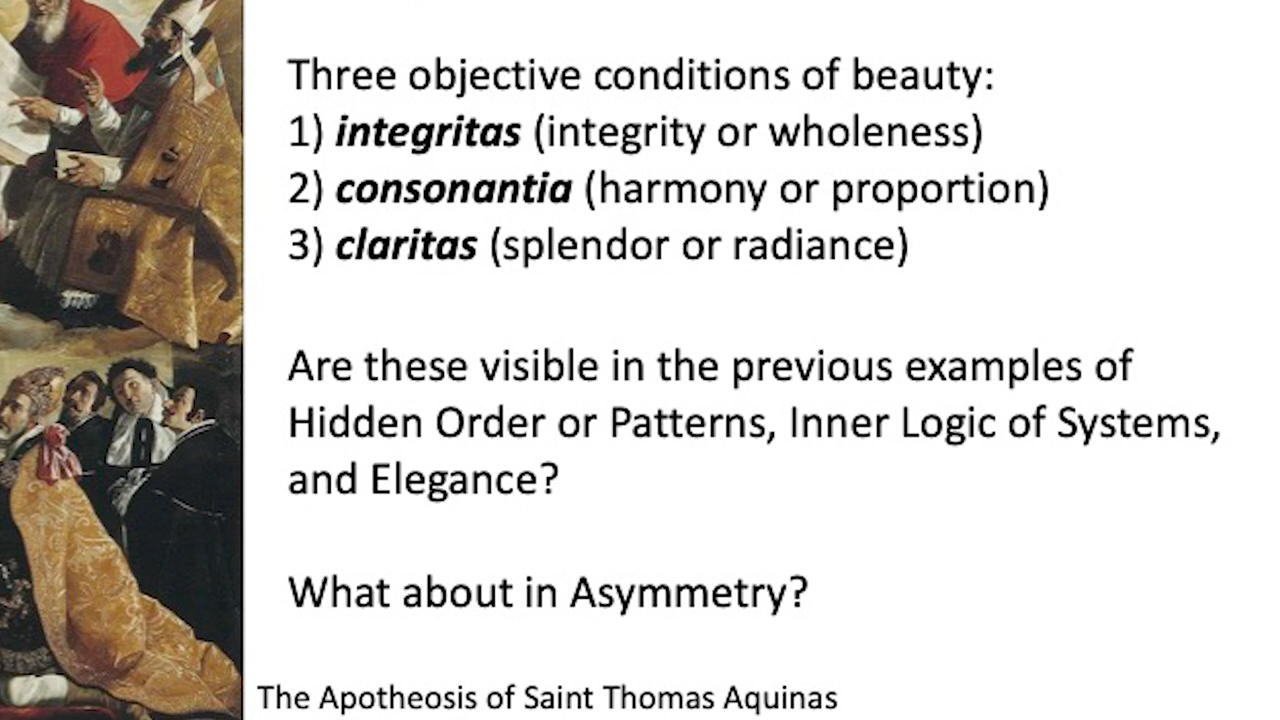 Three objective conditions of beauty:
1) integritas (integrity or wholeness)
2) consonantia (harmony or proportion)
3) claritas (splendor or radiance)
Are these visible in the previous examples of
Hidden Order or Patterns, Inner Logic of Systems,
and Elegance?
What about in Asymmetry?
The Apotheosis of Saint Thomas Aquinas